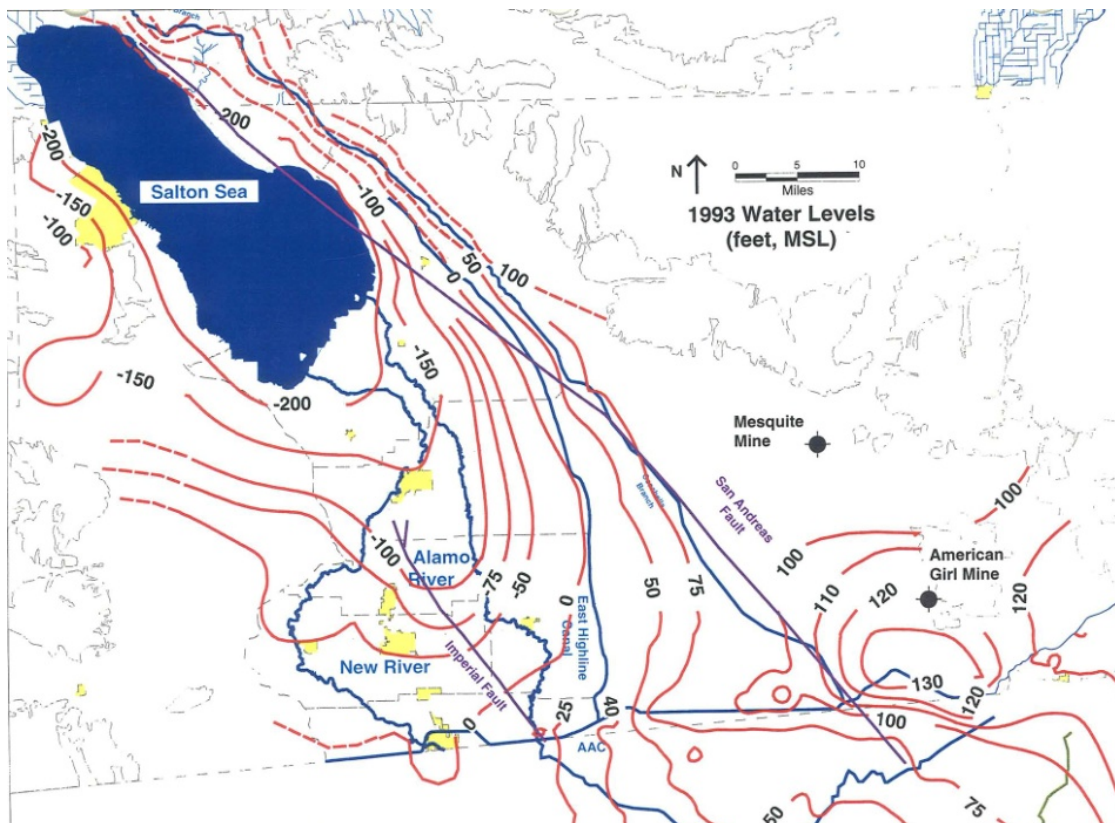 -200
-200
-150
-100
Salton Sea
-100
0
50
100
N
0 5 10
Miles
1993 Water Levels
(feet, MSL)
-150
-150
-200
Mesquite
Mine
San Andreas
Fault
Branch
100
100
American
Girl Mine
110
120
120
-100
Alamo
River
-75
-50
0
50
75
East Highline
Canal
New River
Imperial Fault
130
120
0
25
40
100
AAC
75
50